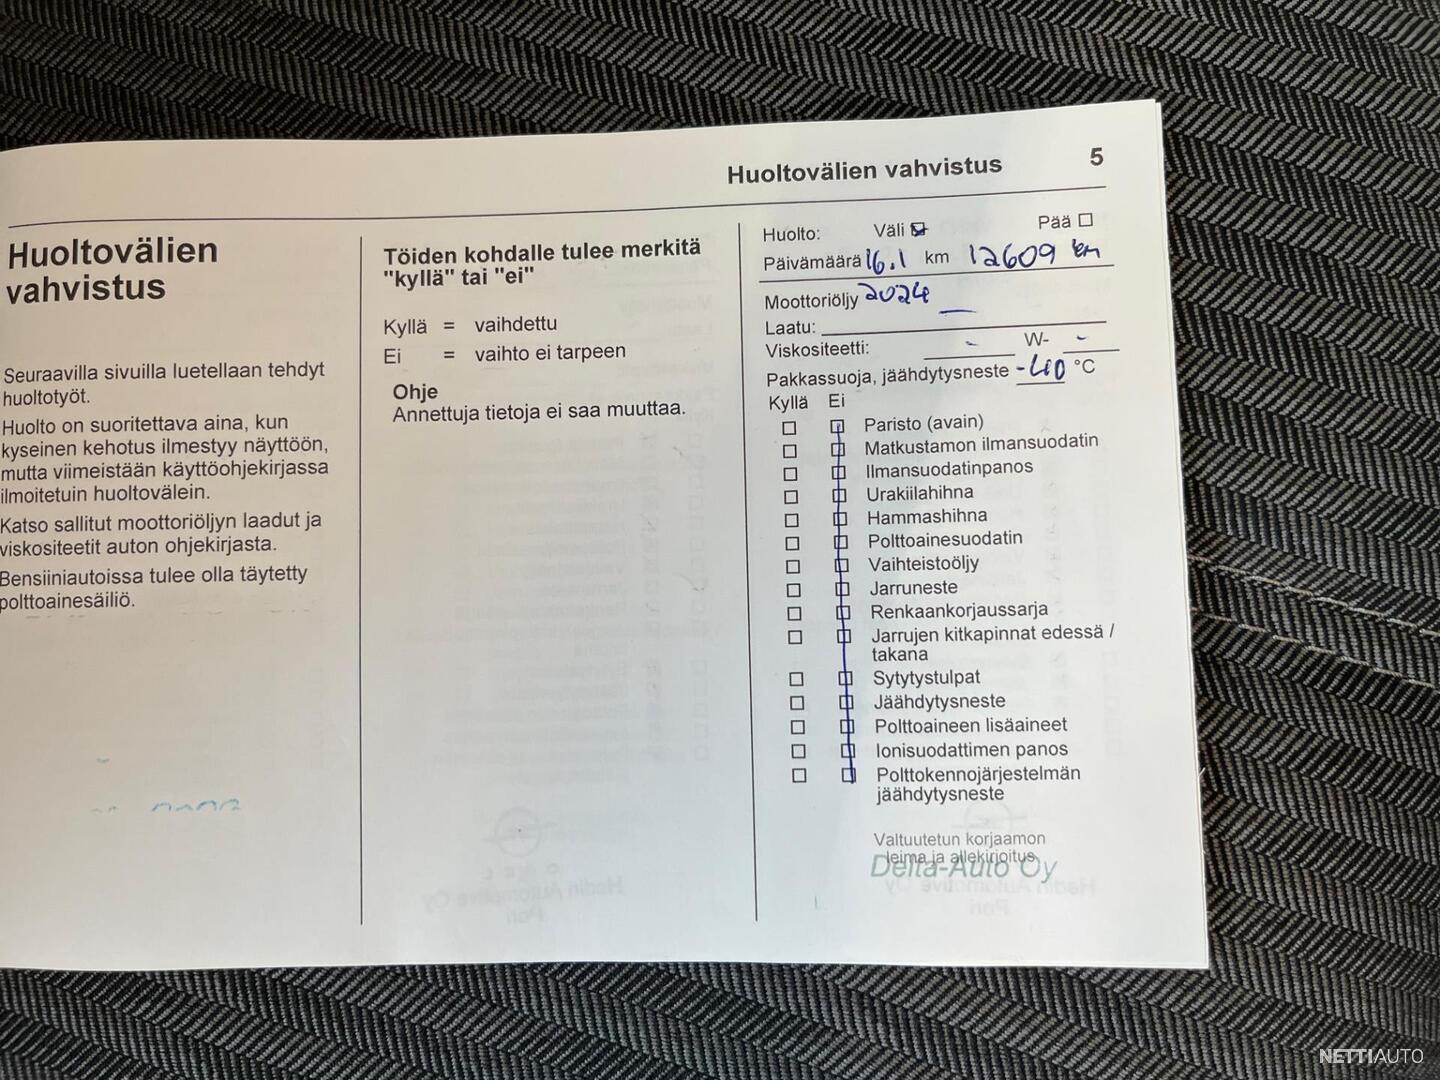 Huoltovälien vahvistus 5
Huoltovälien
vahvistus
Seuraavilla sivuilla luetellaan tehdyt
huoltotyöt.
Huolto on suoritettava aina, kun
kyseinen kehotus ilmestyy näyttöön,
mutta viimeistään käyttöohjekirjassa
ilmoitetuin huoltovälein.
Katso sallitut moottoriöljyn laadut ja
viskositeetit auton ohjekirjasta.
Bensiiniautoissa tulee olla täytetty
polttoainesäiliö.
Töiden kohdalle tulee merkitä
"kyllä" tai "ei"
Kyllä = vaihdettu
Ei = vaihto ei tarpeen
Ohje
Annettuja tietoja ei saa muuttaa.
Huolto: Väli Pää
Päivämäärä 16.1 km 12609 km
Moottoriöljy 2024
Laatu: —
Viskositeetti: - W- -
Pakkassuoja, jäähdytysneste -40 °C
Kyllä Ei
Paristo (avain)
Matkustamon ilmansuodatin
Ilmansuodatinpanos
Urakiilahihna
Hammashihna
Polttoainesuodatin
Vaihteistoöljy
Jarruneste
Renkaankorjaussarja
Jarrujen kitkapinnat edessä /
takana
Sytytystulpat
Jäähdytysneste
Polttoaineen lisäaineet
Ionisuodattimen panos
Polttokennojärjestelmän
jäähdytysneste
Valtuutetun korjaamon
leima ja allekirjoitus
Delta-Auto Oy
NETTIAUTO